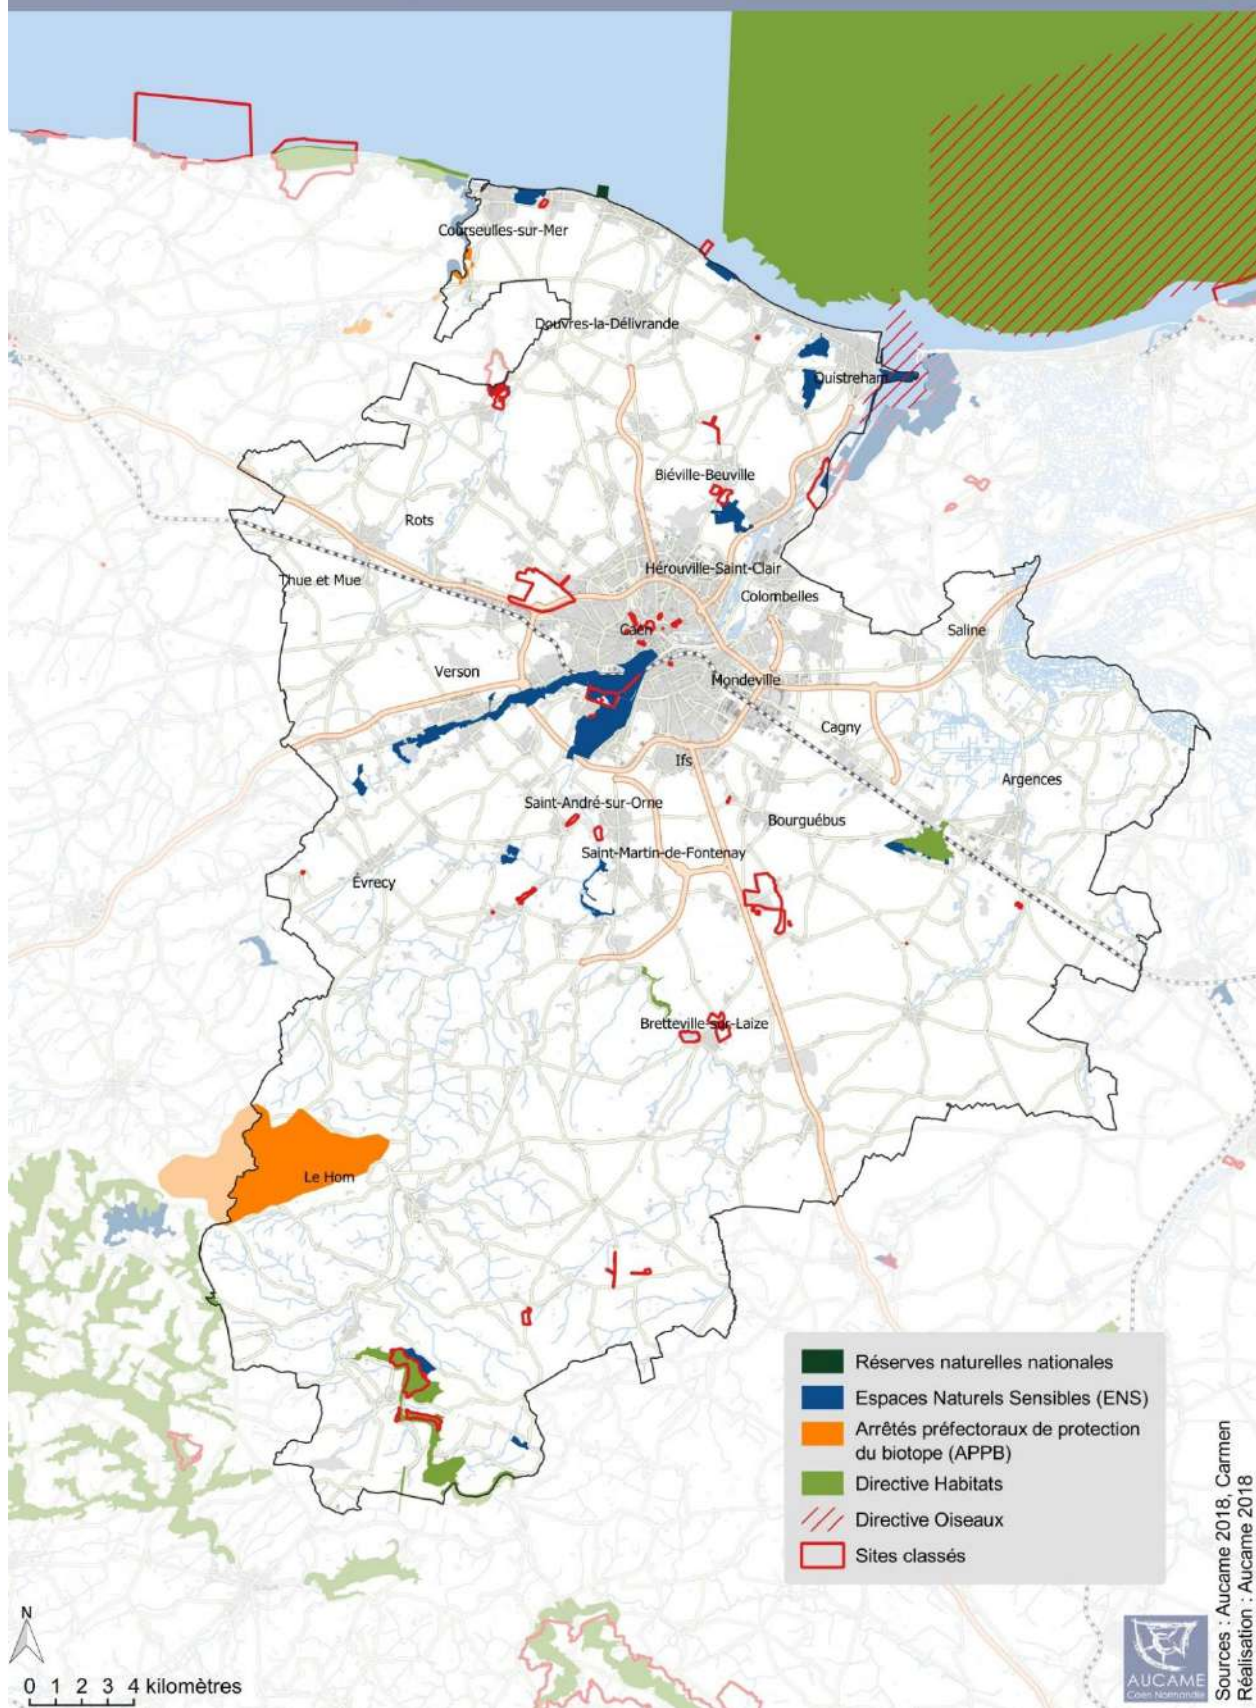 Courseulles-sur-Mer
Douvres-la-Délivrande
Ouistreham
Biéville-Beuville
Rots
Hérouville-Saint-Clair
Thue et Mue
Colombelles
Caen
Saline
Verson
Mondeville
Cagny
Ifs
Argences
Saint-André-sur-Orne
Bourguébus
Saint-Martin-de-Fontenay
Évrecy
Bretteville-sur-Laize
Le Hom
Réserves naturelles nationales
Espaces Naturels Sensibles (ENS)
Arrêtés préfectoraux de protection
du biotope (APPB)
Directive Habitats
Directive Oiseaux
Sites classés
N
0 1 2 3 4 kilomètres
AUCAME
Caen Normandie
Sources : Aucame 2018, Carmen
Réalisation : Aucame 2018